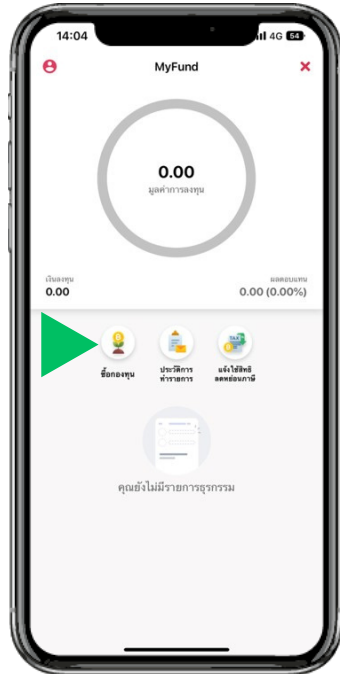 14:04
4G 54
MyFund
0.00
มูลค่าการลงทุน
เงินลงทุน
ผลตอบแทน
0.00
0.00 (0.00%)
TAX
ซื้อกองทุน
ประวัติการ
ทำรายการ
แจ้งใช้สิทธิ
ลดหย่อนภาษี
คุณยังไม่มีรายการธุรกรรม